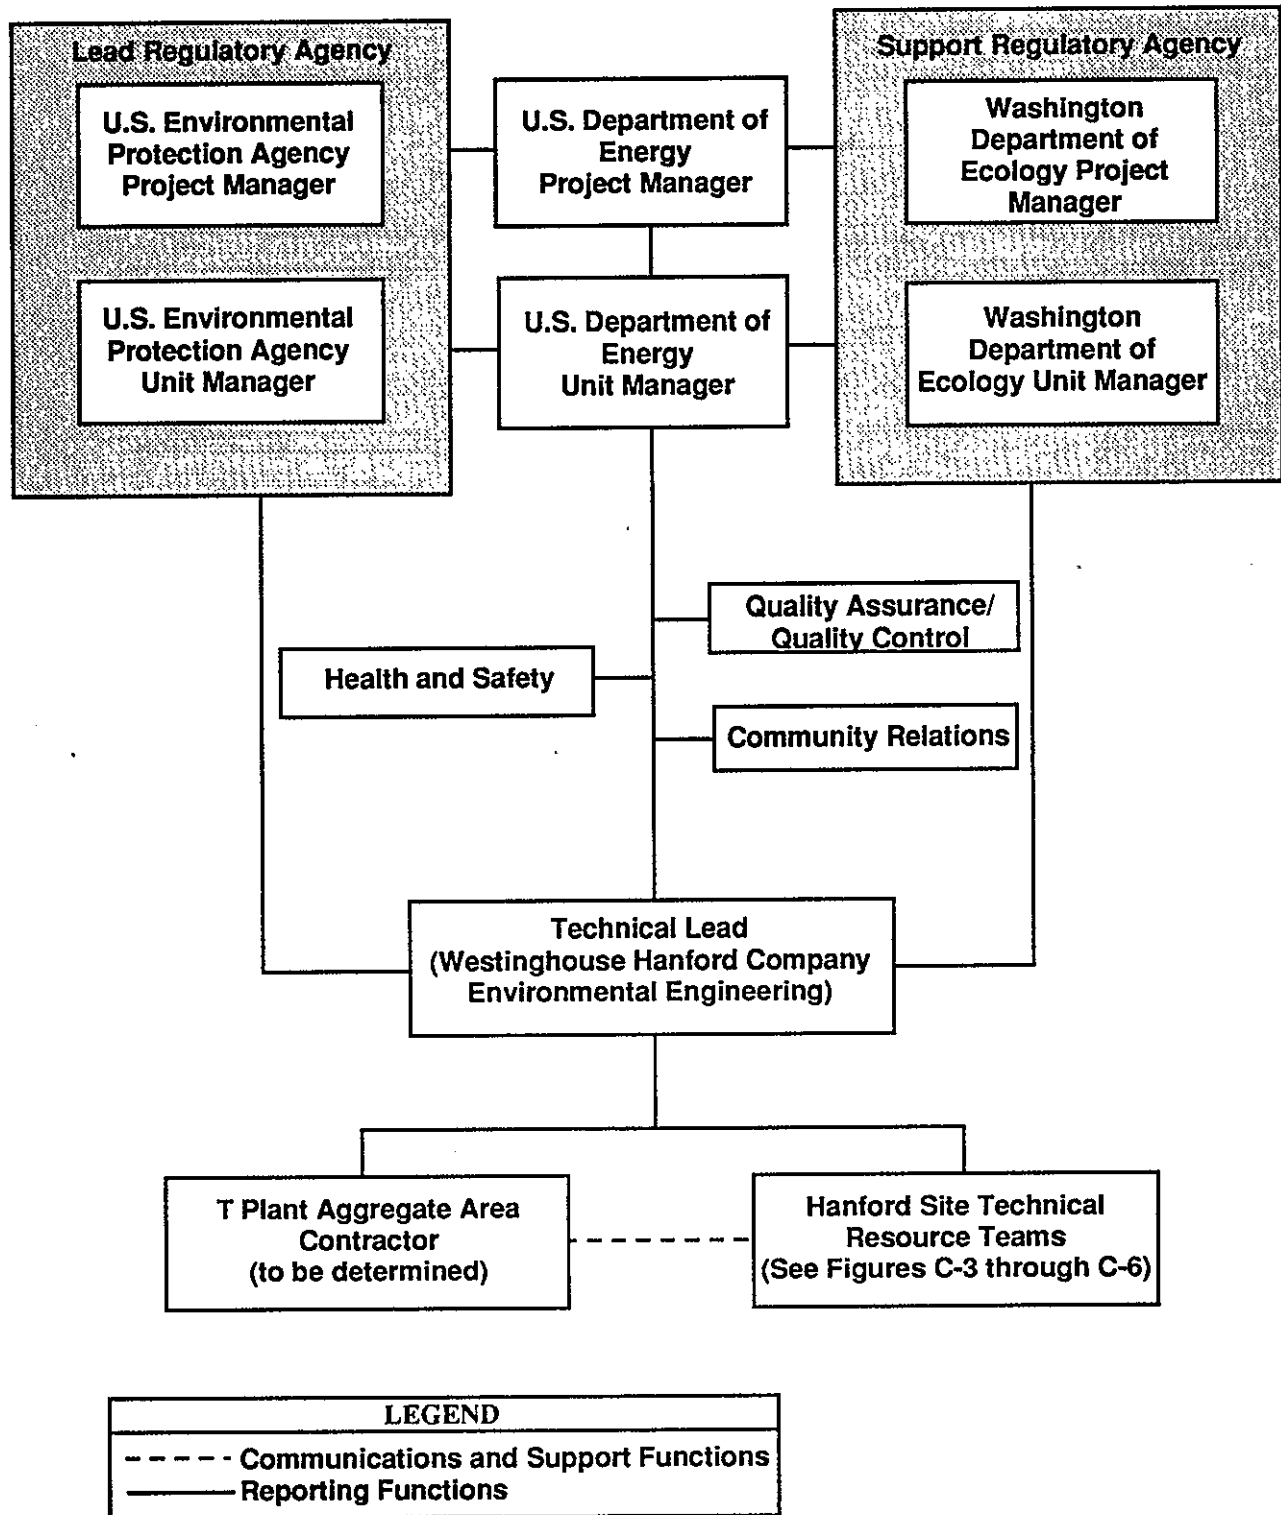 Lead Regulatory Agency
U.S. Environmental
Protection Agency
Project Manager
U.S. Environmental
Protection Agency
Unit Manager
U.S. Department of
Energy
Project Manager
U.S. Department of
Energy
Unit Manager
Support Regulatory Agency
Washington
Department of
Ecology Project
Manager
Washington
Department of
Ecology Unit Manager
Quality Assurance/
Quality Control
Health and Safety
Community Relations
Technical Lead
(Westinghouse Hanford Company
Environmental Engineering)
T Plant Aggregate Area
Contractor
(to be determined)
Hanford Site Technical
Resource Teams
(See Figures C-3 through C-6)
LEGEND
Communications and Support Functions
Reporting Functions